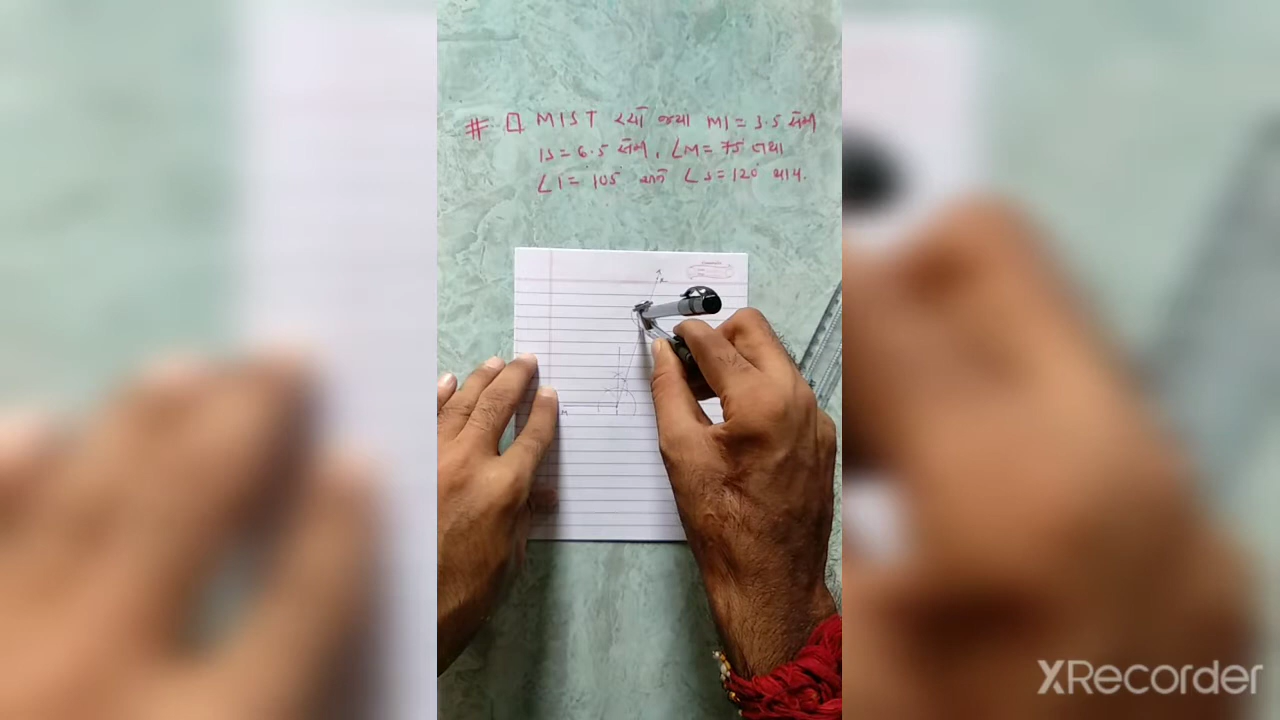 # □ MIST રચો જ્યા MI = 3.5 સેમી
IS = 6.5 સેમી, ∠M = 75° તથા
∠I = 105° અને ∠S = 120° થાય.
M
XRecorder